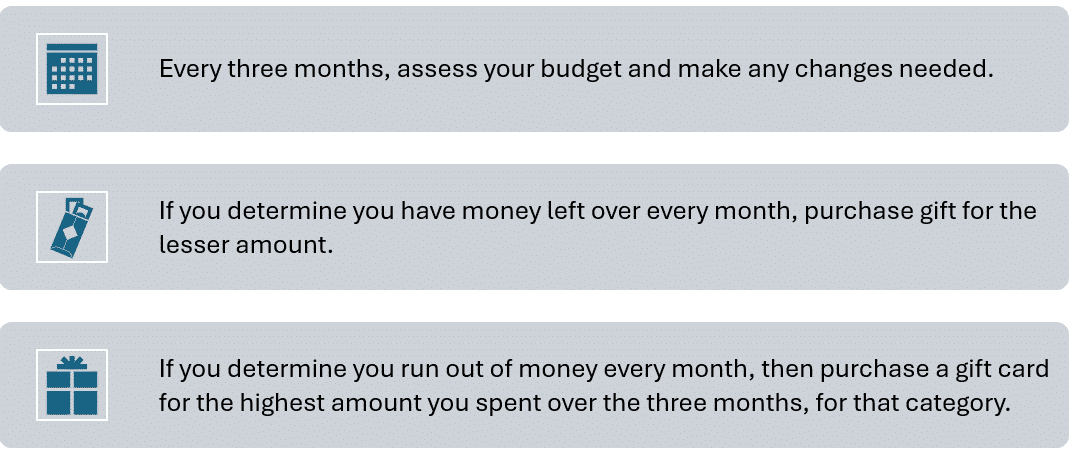 Every three months, assess your budget and make any changes needed.
If you determine you have money left over every month, purchase gift for the
lesser amount.
If you determine you run out of money every month, then purchase a gift card
for the highest amount you spent over the three months, for that category.